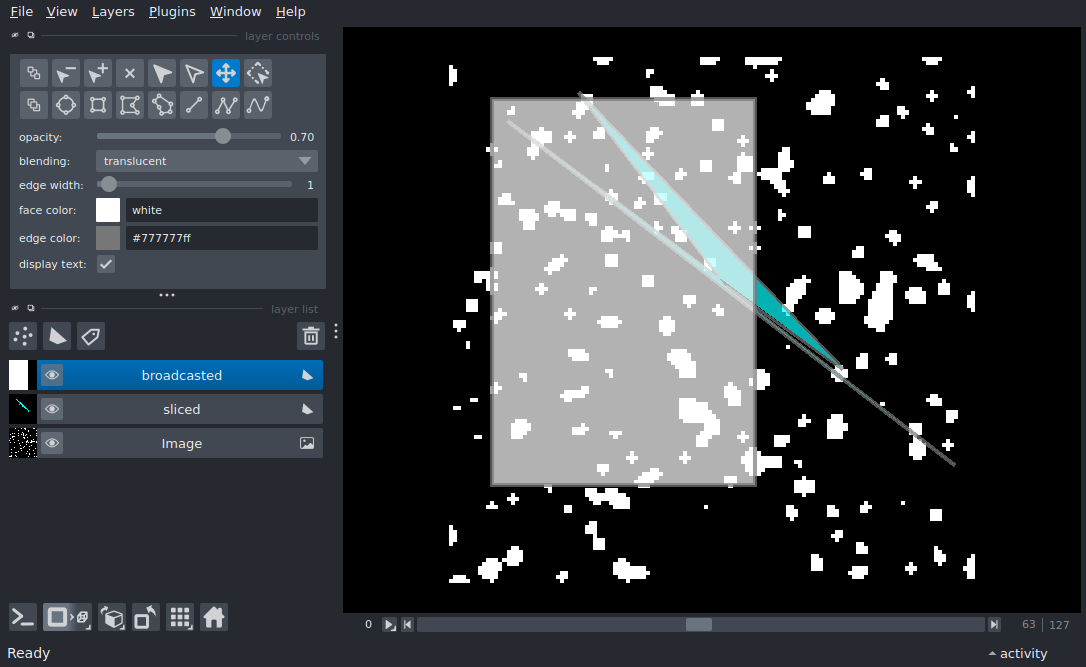 File View Layers Plugins Window Help
layer controls
opacity: 0.70
blending: translucent
edge width: 1
face color: white
edge color: #777777ff
display text:
layer list
broadcasted
sliced
Image
0 63 127
Ready activity